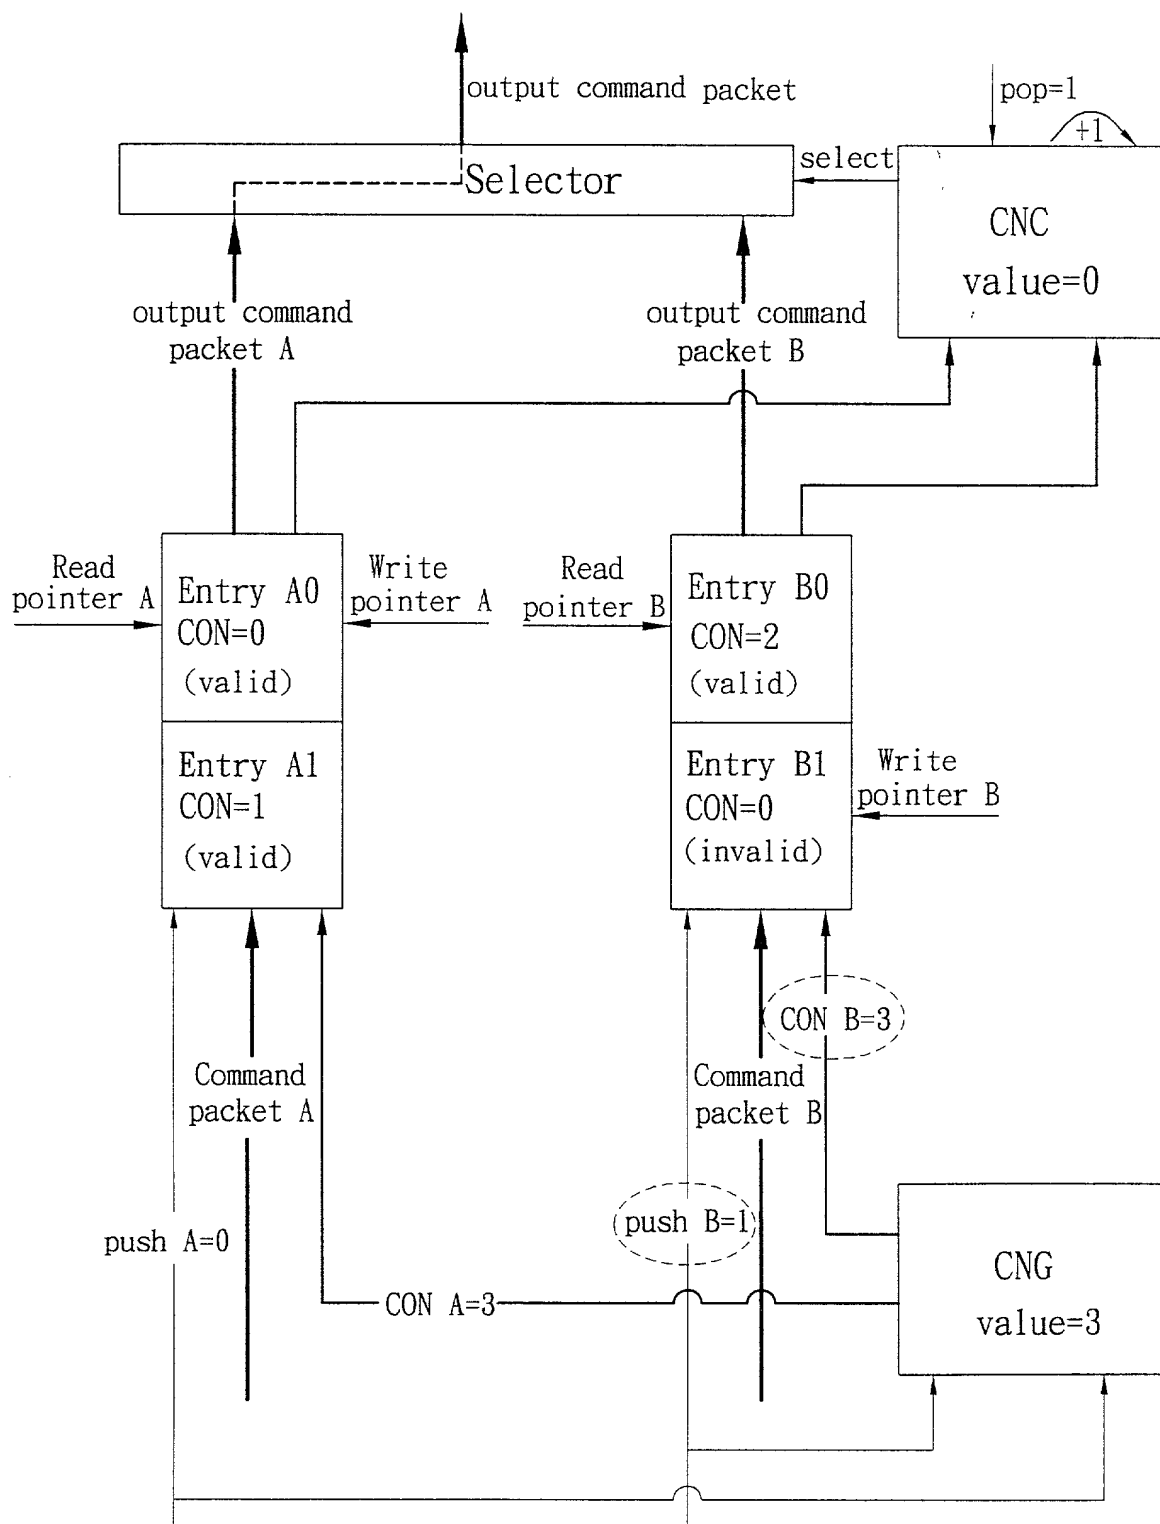 output command packet
pop=1
+1
select
Selector
CNC
value=0
output command
packet A
output command
packet B
Read
pointer A
Entry A0
CON=0
(valid)
Write
pointer A
Read
pointer B
Entry B0
CON=2
(valid)
Entry A1
CON=1
(valid)
Entry B1
CON=0
(invalid)
Write
pointer B
CON B=3
Command
packet A
Command
packet B
push A=0
push B=1
CON A=3
CNG
value=3